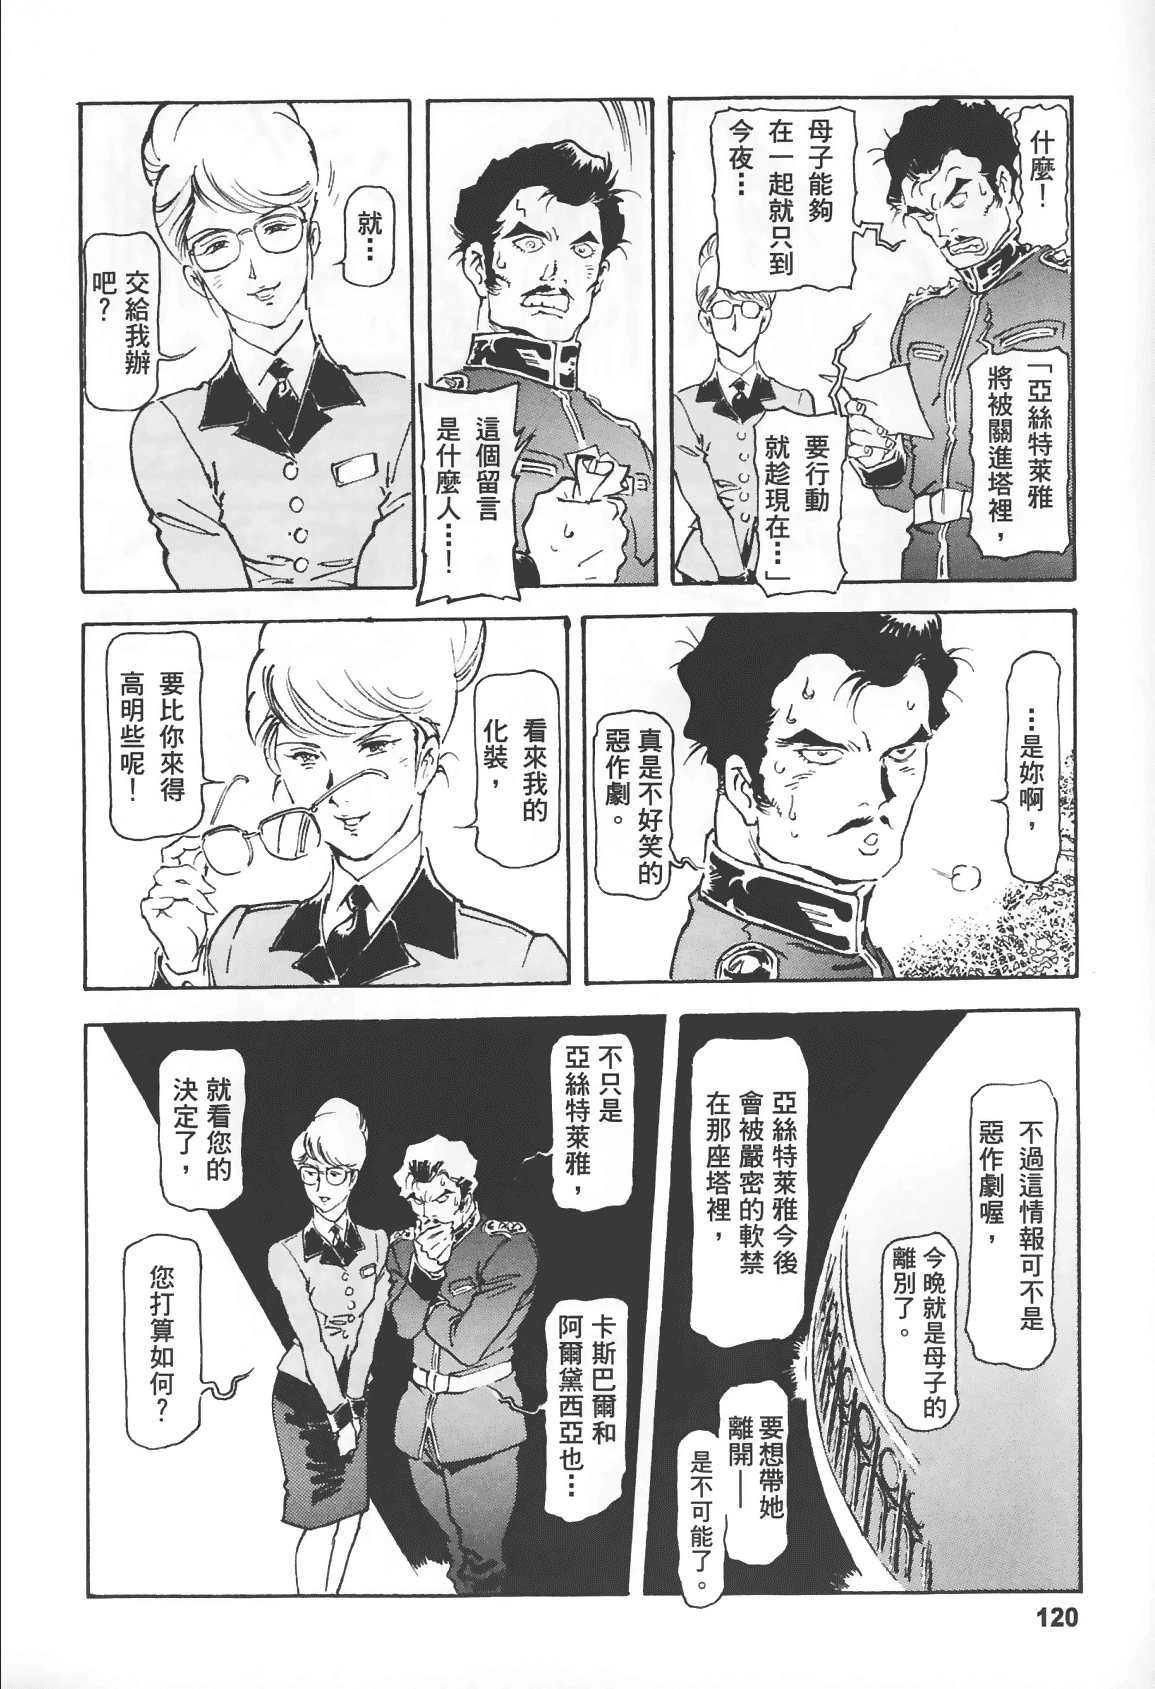 什麼！
母子能夠
在一起就只到
今夜…
「亞絲特萊雅
將被關進塔裡，
要行動
就趁現在…」
這個留言
是什麼人…！
就…
交給我辦
吧？
…是妳啊，
真是不好笑的
惡作劇。
看來我的
化裝，
要比你來得
高明些呢！
不過這情報可不是
惡作劇喔，
今晚就是母子的
離別了。
亞絲特萊雅今後
會被嚴密的軟禁
在那座塔裡，
要想帶她
離開——
是不可能了。
不只是
亞絲特萊雅，
卡斯巴爾和
阿爾黛西亞也…
就看您的
決定了，
您打算如何？
120